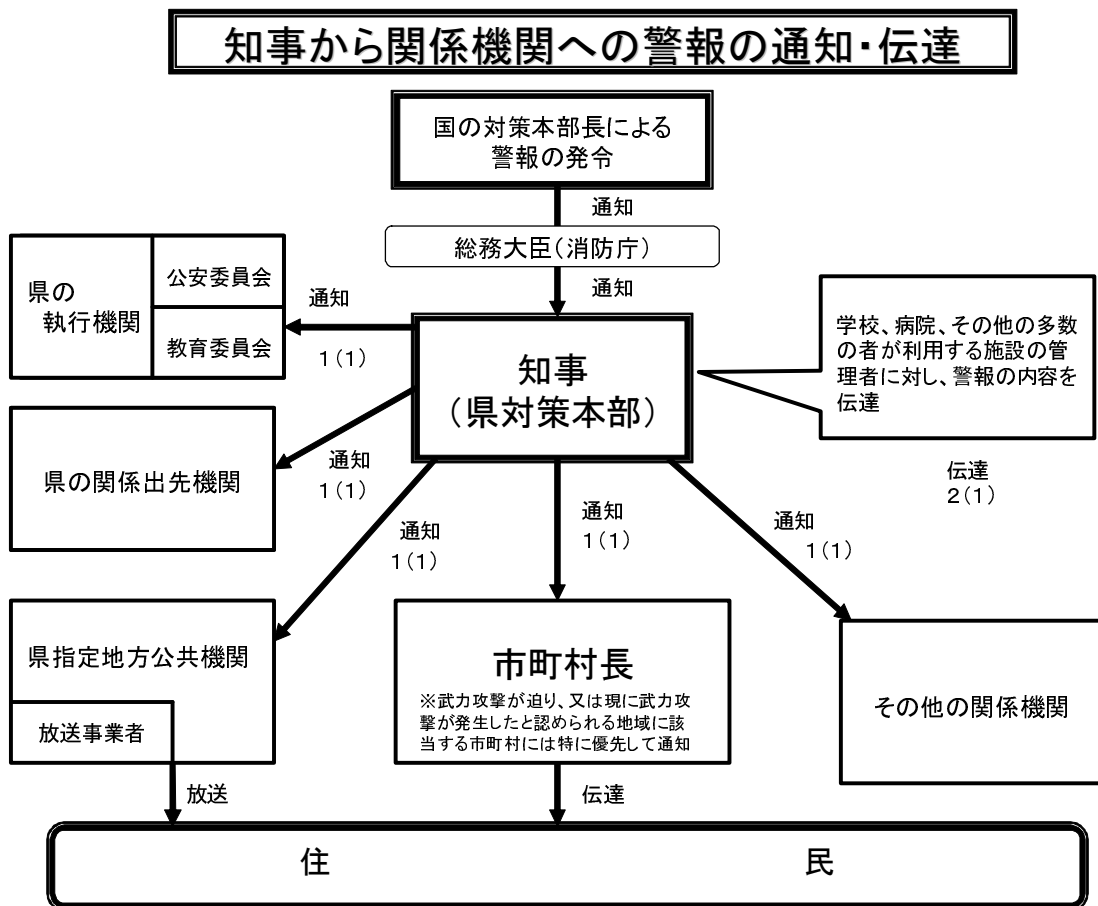 知事から関係機関への警報の通知・伝達
国の対策本部長による
警報の発令
通知
総務大臣（消防庁）
通知
県の
執行機関
公安委員会
教育委員会
通知
1（1）
知事
（県対策本部）
学校、病院、その他の多数
の者が利用する施設の管
理者に対し、警報の内容を
伝達
伝達
2（1）
県の関係出先機関
通知
1（1）
通知
1（1）
通知
1（1）
通知
1（1）
県指定地方公共機関
放送事業者
市町村長
※武力攻撃が迫り、又は現に武力攻
撃が発生したと認められる地域に該
当する市町村には特に優先して通知
その他の関係機関
放送
伝達
住民